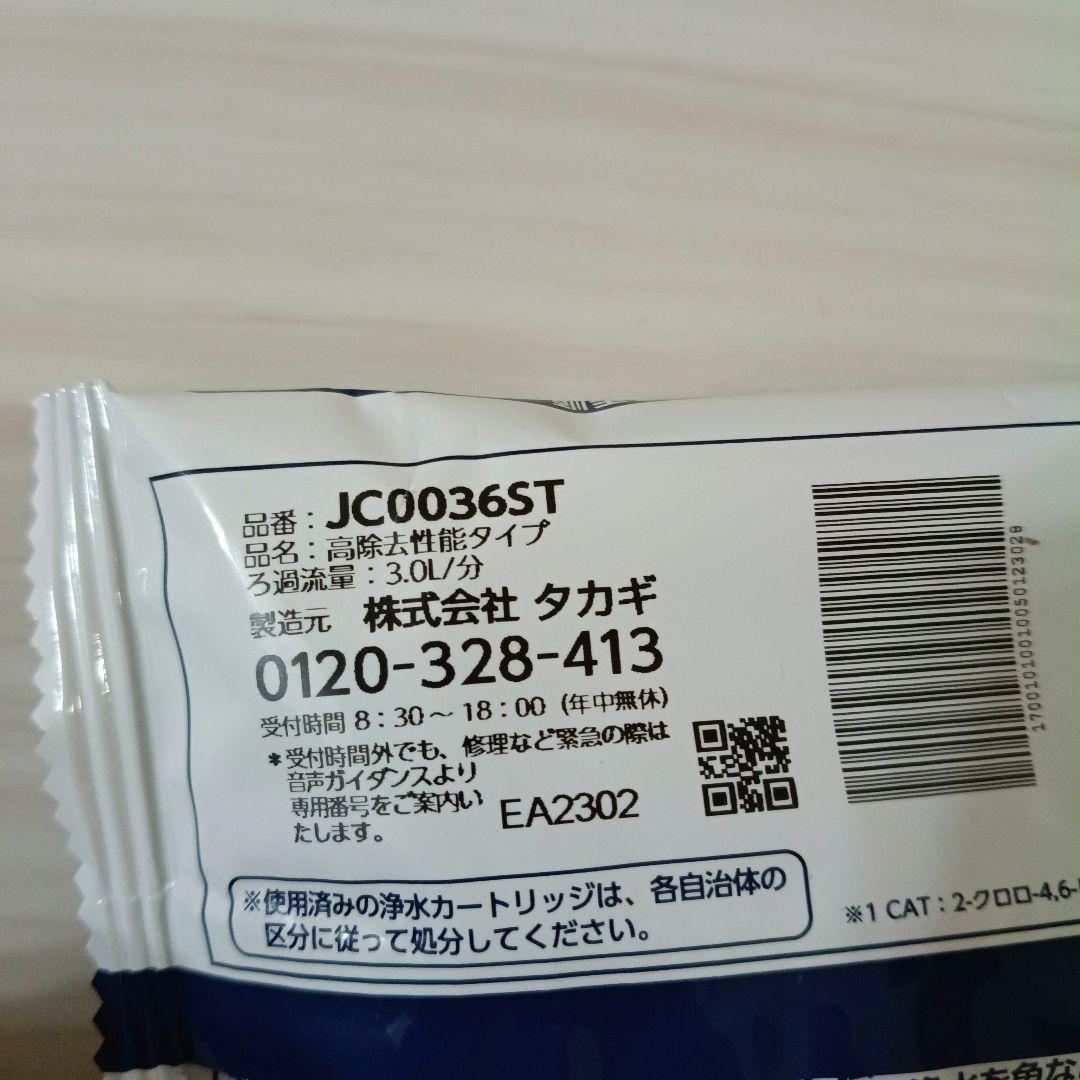 品番：JC0036ST
品名：高除去性能タイプ
ろ過流量：3.0L/分
製造元 株式会社 タカギ
0120-328-413
受付時間 8：30～18：00（年中無休）
*受付時間外でも、修理など緊急の際は
音声ガイダンスより
専用番号をご案内い
たします。
EA2302
※使用済みの浄水カートリッジは、各自治体の
区分に従って処分してください。
※1 CAT：2-クロロ-4,6-